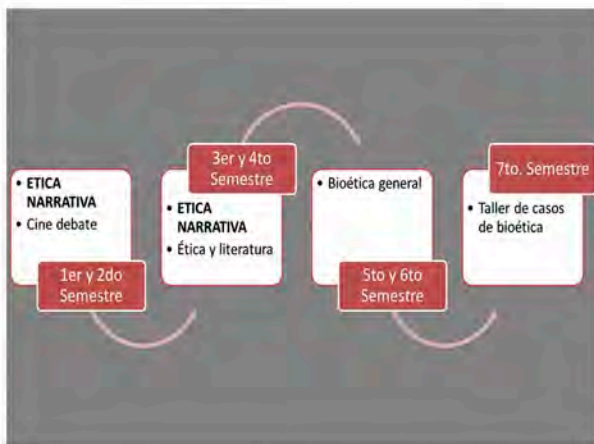 • ETICA
NARRATIVA
• Cine debate
1er y 2do
Semestre
3er y 4to
Semestre
• ETICA
NARRATIVA
• Ética y literatura
• Bioética general
5to y 6to
Semestre
7to. Semestre
• Taller de casos
de bioética